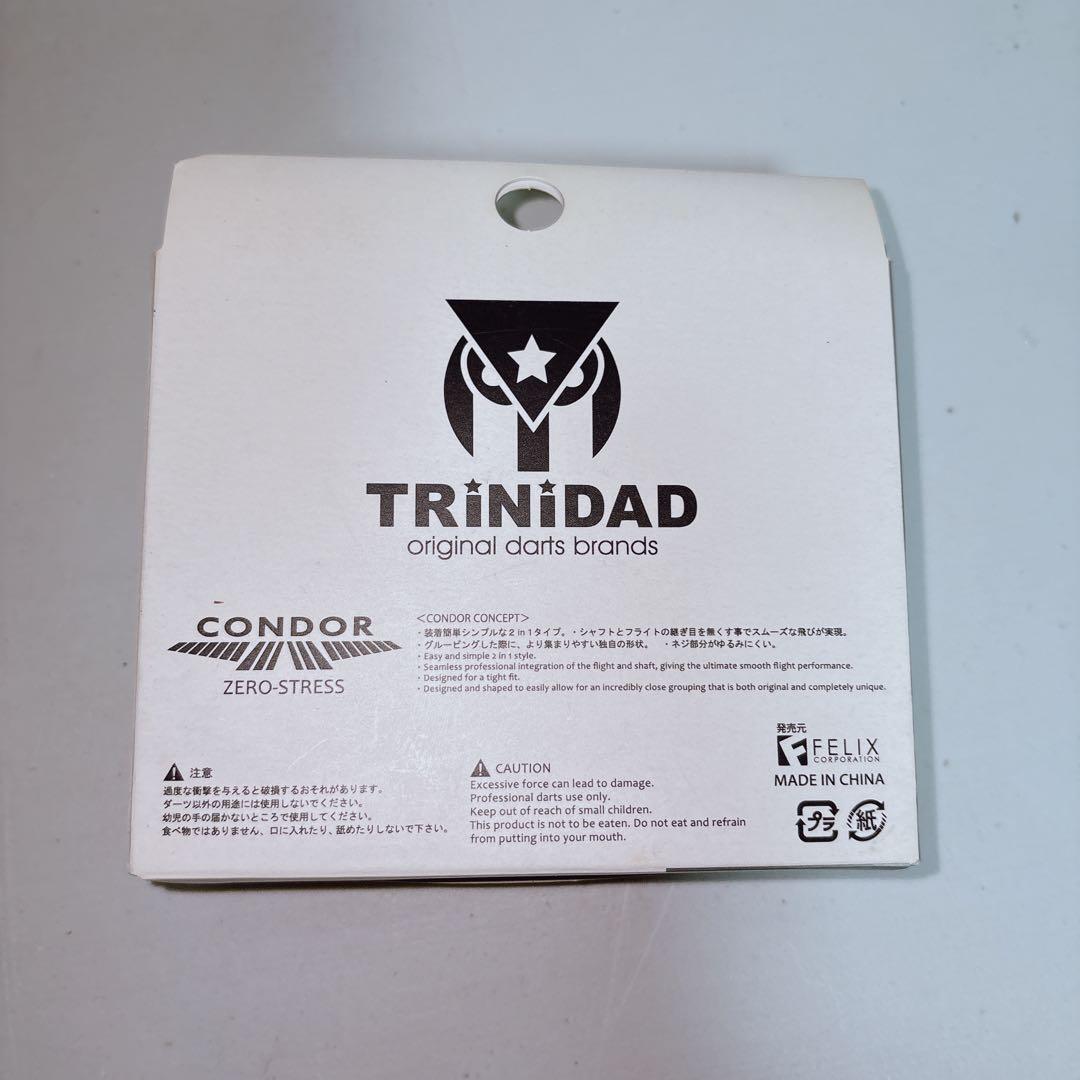 TRiNiDAD
original darts brands
CONDOR
ZERO-STRESS
＜CONDOR CONCEPT＞
・装着簡単シンプルな２in１タイプ。・シャフトとフライトの継ぎ目を無くす事でスムーズな飛びが実現。
・グルーピングした際に、より集まりやすい独自の形状。・ネジ部分がゆるみにくい。
・Easy and simple 2 in 1 style.
・Seamless professional integration of the flight and shaft, giving the ultimate smooth flight performance.
・Designed for a tight fit.
・Designed and shaped to easily allow for an incredibly close grouping that is both original and completely unique.
注意
過度な衝撃を与えると破損するおそれがあります。
ダーツ以外の用途には使用しないでください。
幼児の手の届かないところで使用してください。
食べ物ではありません、口に入れたり、舐めたりしないで下さい。
CAUTION
Excessive force can lead to damage.
Professional darts use only.
Keep out of reach of small children.
This product is not to be eaten. Do not eat and refrain
from putting into your mouth.
発売元
FELIX
CORPORATION
MADE IN CHINA
プラ
紙